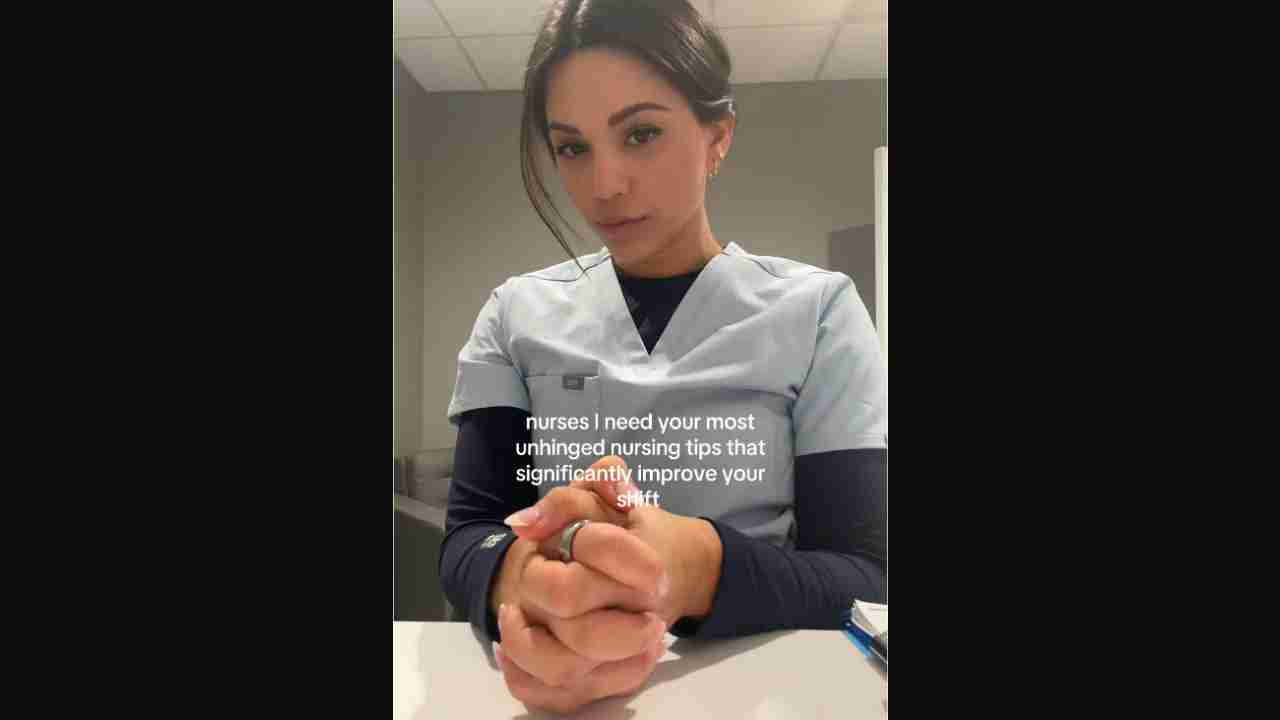 nurses I need your most
unhinged nursing tips that
significantly improve your
shift